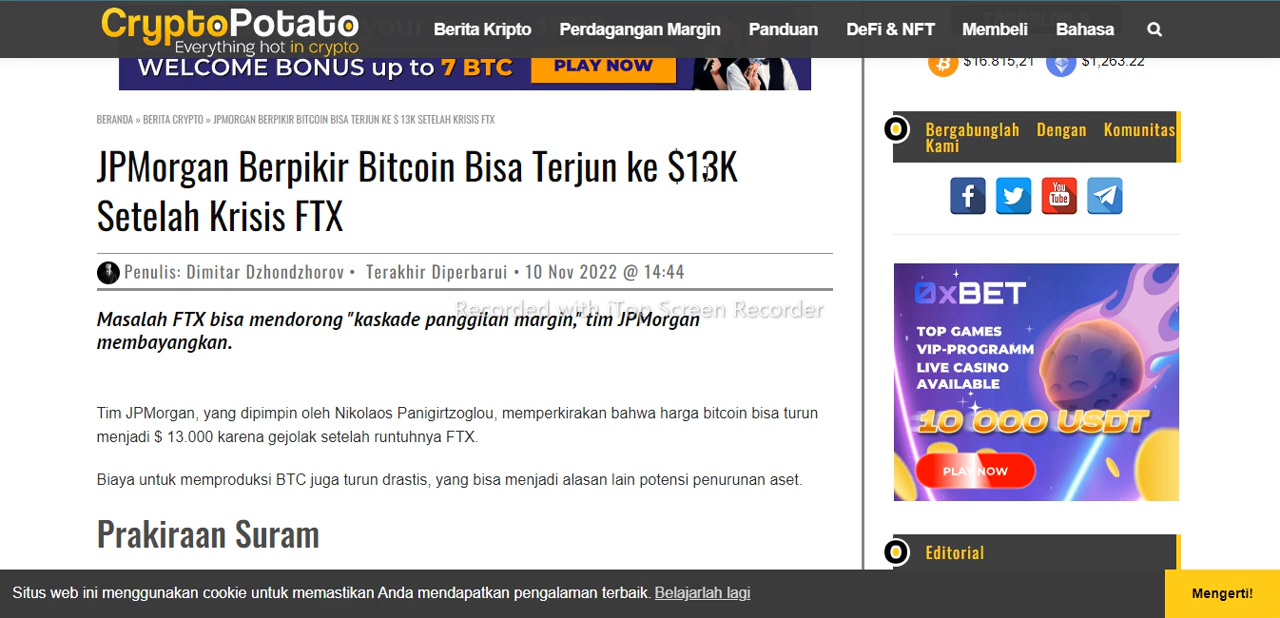 CryptoPotato
Everything hot in crypto
Berita Kripto Perdagangan Margin Panduan DeFi & NFT Membeli Bahasa
WELCOME BONUS up to 7 BTC PLAY NOW
$16.815,21 $1,263.22
BERANDA » BERITA CRYPTO » JPMORGAN BERPIKIR BITCOIN BISA TERJUN KE $ 13K SETELAH KRISIS FTX
JPMorgan Berpikir Bitcoin Bisa Terjun ke $13K
Setelah Krisis FTX
Penulis: Dimitar Dzhondzhorov • Terakhir Diperbarui • 10 Nov 2022 @ 14:44
Recorded with iTop Screen Recorder
Masalah FTX bisa mendorong "kaskade panggilan margin," tim JPMorgan
membayangkan.
Tim JPMorgan, yang dipimpin oleh Nikolaos Panigirtzoglou, memperkirakan bahwa harga bitcoin bisa turun
menjadi $ 13.000 karena gejolak setelah runtuhnya FTX.
Biaya untuk memproduksi BTC juga turun drastis, yang bisa menjadi alasan lain potensi penurunan aset.
Prakiraan Suram
Bergabunglah Dengan Komunitas
Kami
You
Tube
0xBET
TOP GAMES
VIP-PROGRAMM
LIVE CASINO
AVAILABLE
10 000 USDT
PLAY NOW
Editorial
Situs web ini menggunakan cookie untuk memastikan Anda mendapatkan pengalaman terbaik. Belajarlah lagi
Mengerti!